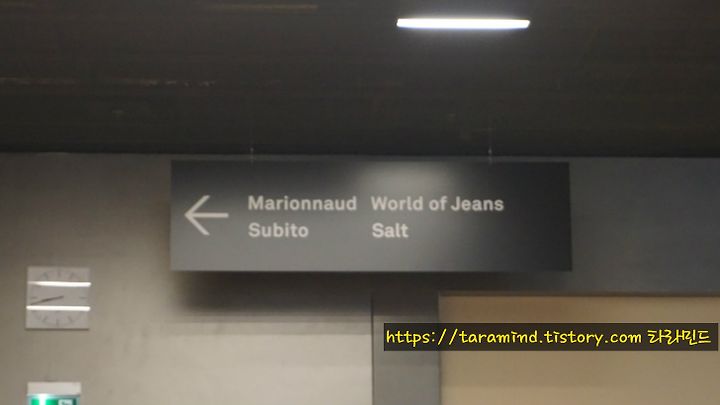 Marionnaud World of Jeans
Subito Salt
https://taramind.tistory.com 타라민드